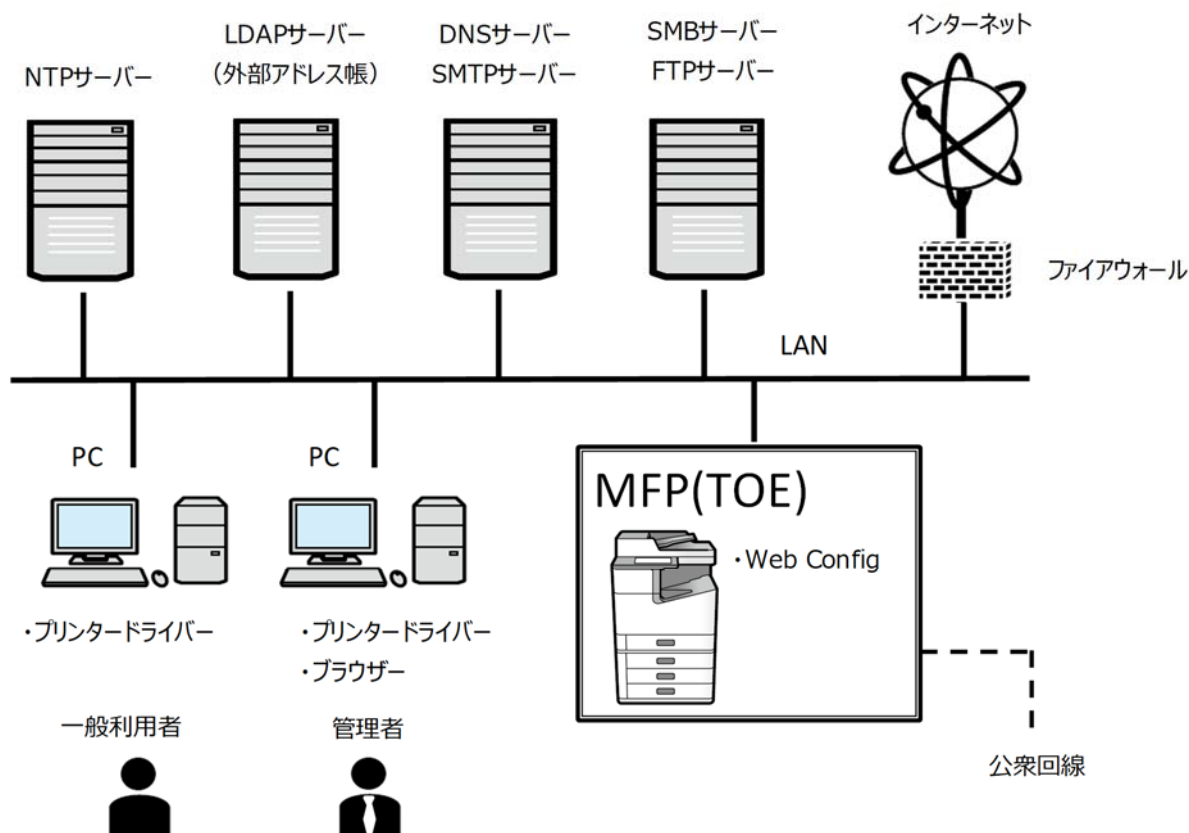 NTPサーバー
LDAPサーバー
（外部アドレス帳）
DNSサーバー
SMTPサーバー
SMBサーバー
FTPサーバー
インターネット
ファイアウォール
LAN
PC
PC
MFP(TOE)
・Web Config
・プリンタードライバー
・プリンタードライバー
・ブラウザー
一般利用者
管理者
公衆回線